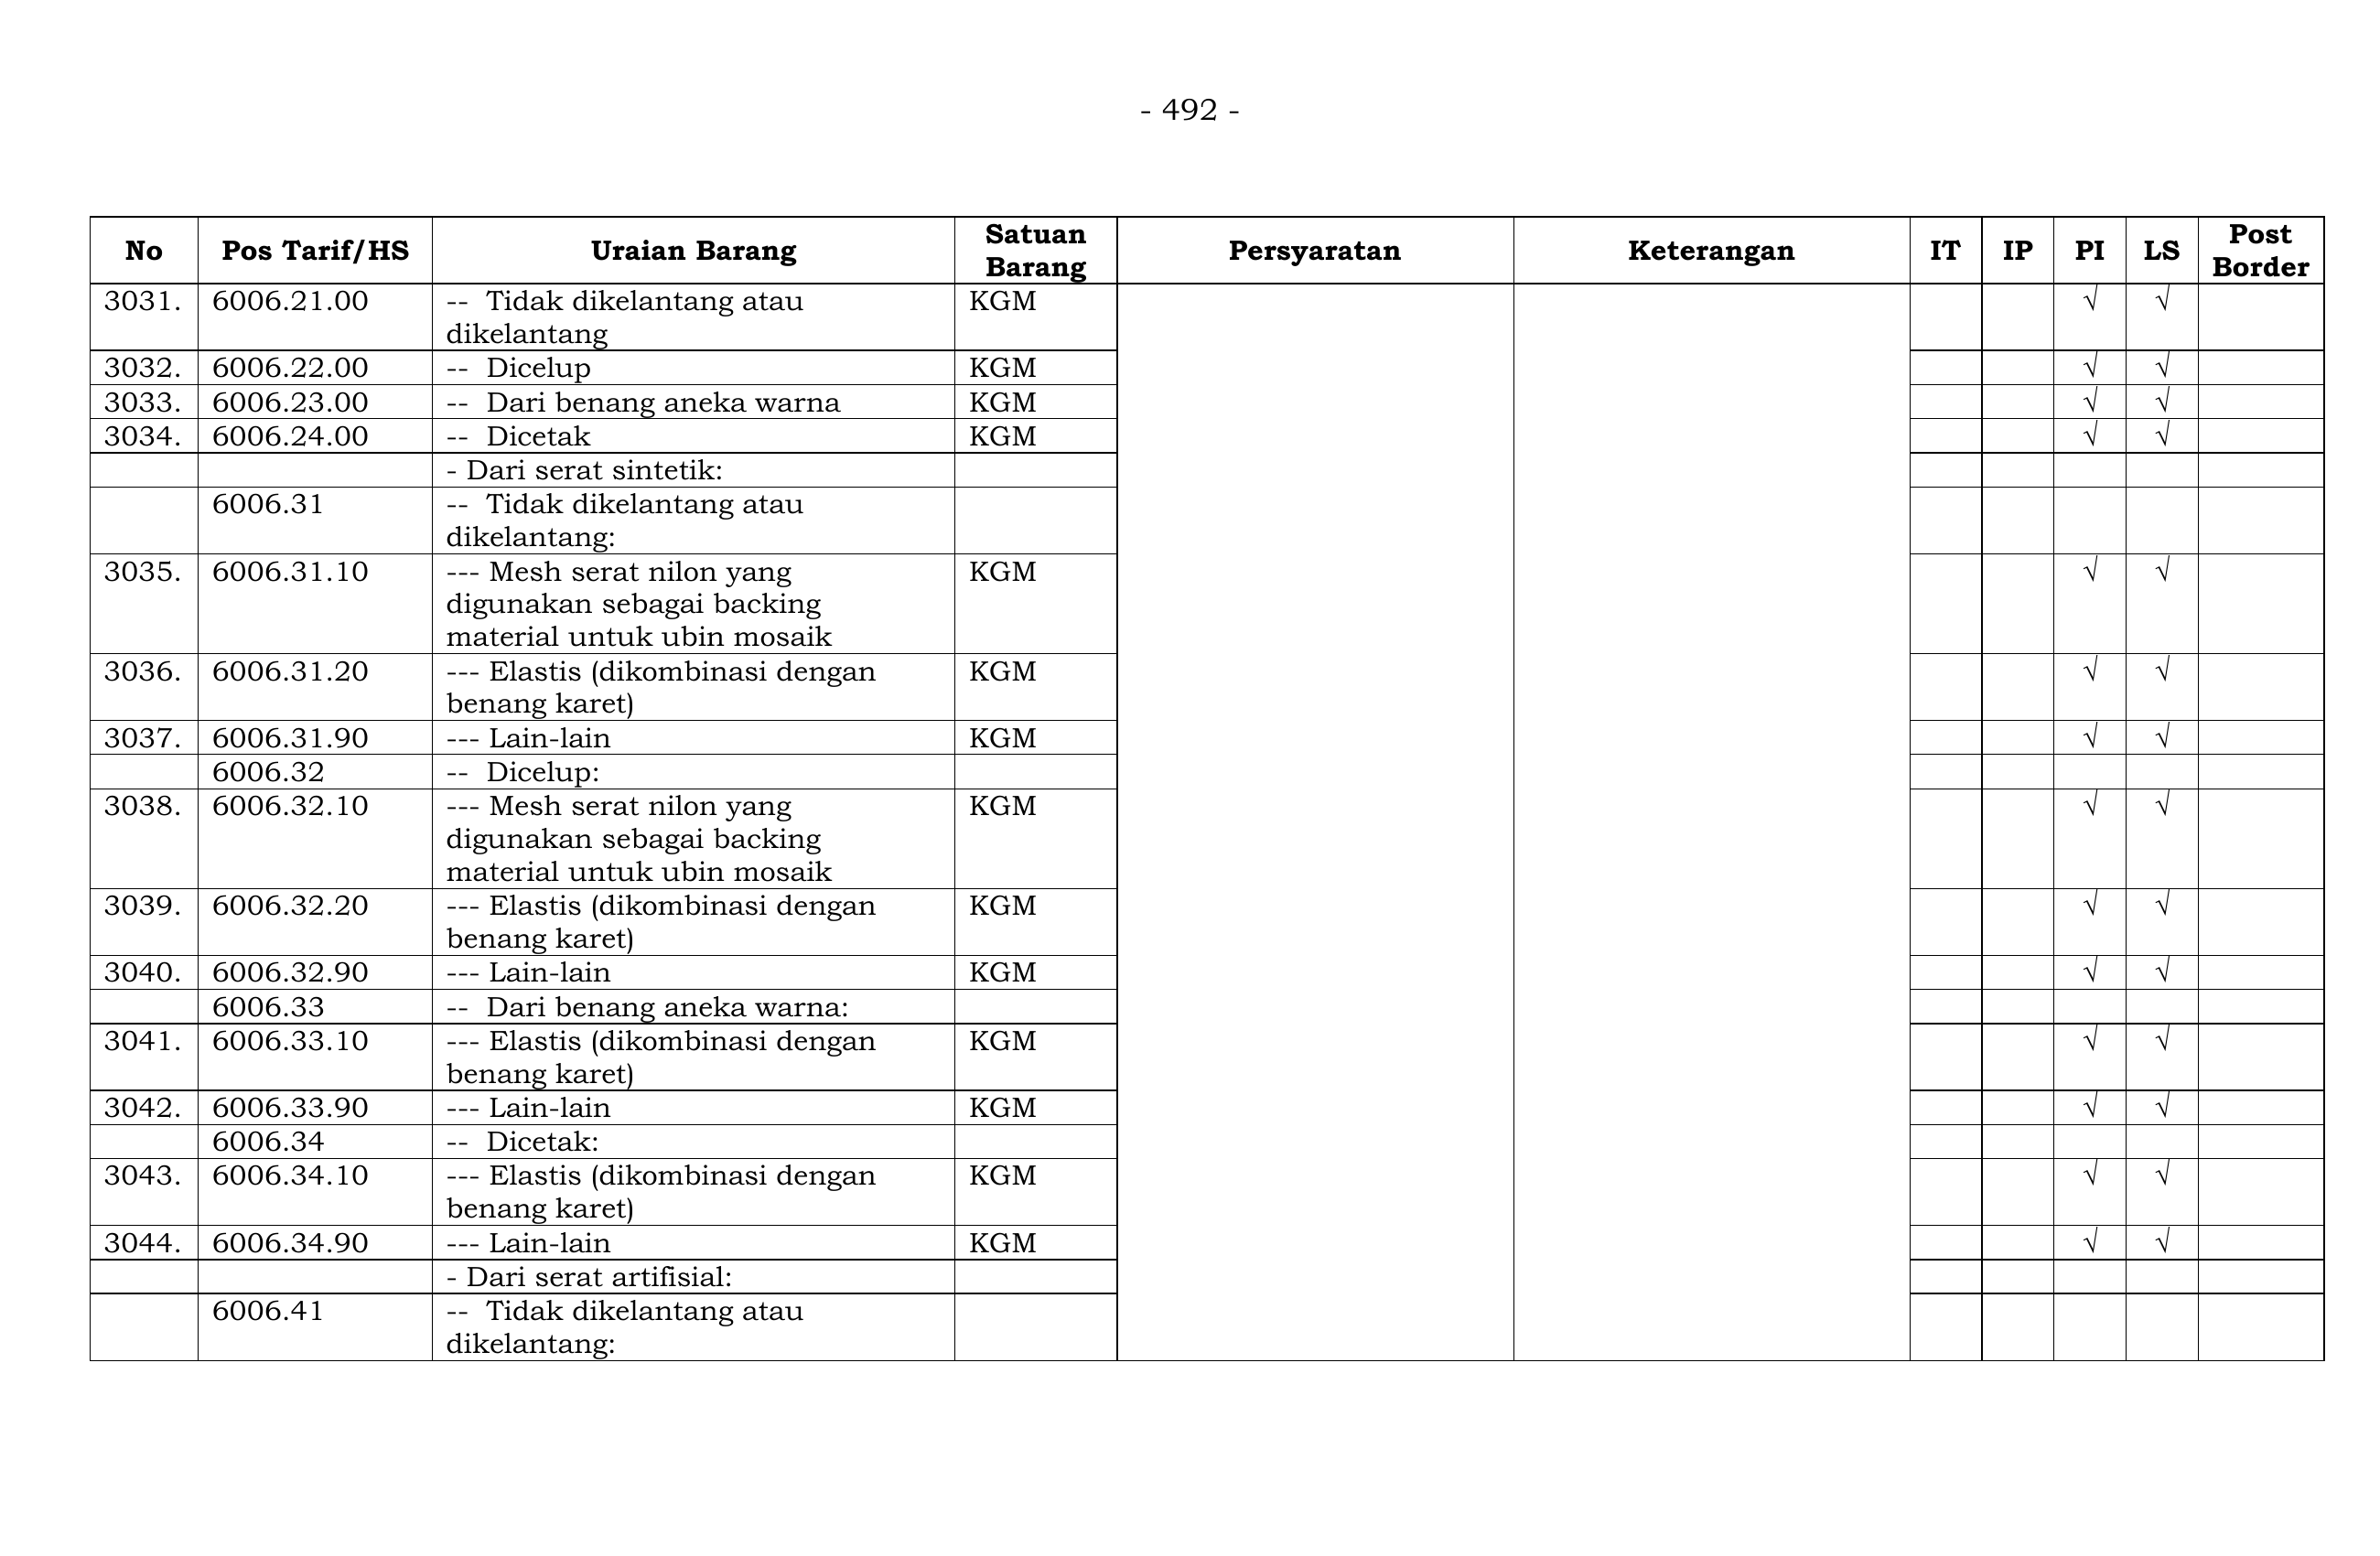 - 492 -
No Pos Tarif/HS Uraian Barang Satuan Barang Persyaratan Keterangan IT IP PI LS Post Border
3031. 6006.21.00 -- Tidak dikelantang atau KGM √ √
dikelantang
3032. 6006.22.00 -- Dicelup KGM √ √
3033. 6006.23.00 -- Dari benang aneka warna KGM √ √
3034. 6006.24.00 -- Dicetak KGM √ √
- Dari serat sintetik:
6006.31 -- Tidak dikelantang atau
dikelantang:
3035. 6006.31.10 --- Mesh serat nilon yang KGM √ √
digunakan sebagai backing
material untuk ubin mosaik
3036. 6006.31.20 --- Elastis (dikombinasi dengan KGM √ √
benang karet)
3037. 6006.31.90 --- Lain-lain KGM √ √
6006.32 -- Dicelup:
3038. 6006.32.10 --- Mesh serat nilon yang KGM √ √
digunakan sebagai backing
material untuk ubin mosaik
3039. 6006.32.20 --- Elastis (dikombinasi dengan KGM √ √
benang karet)
3040. 6006.32.90 --- Lain-lain KGM √ √
6006.33 -- Dari benang aneka warna:
3041. 6006.33.10 --- Elastis (dikombinasi dengan KGM √ √
benang karet)
3042. 6006.33.90 --- Lain-lain KGM √ √
6006.34 -- Dicetak:
3043. 6006.34.10 --- Elastis (dikombinasi dengan KGM √ √
benang karet)
3044. 6006.34.90 --- Lain-lain KGM √ √
- Dari serat artifisial:
6006.41 -- Tidak dikelantang atau
dikelantang: